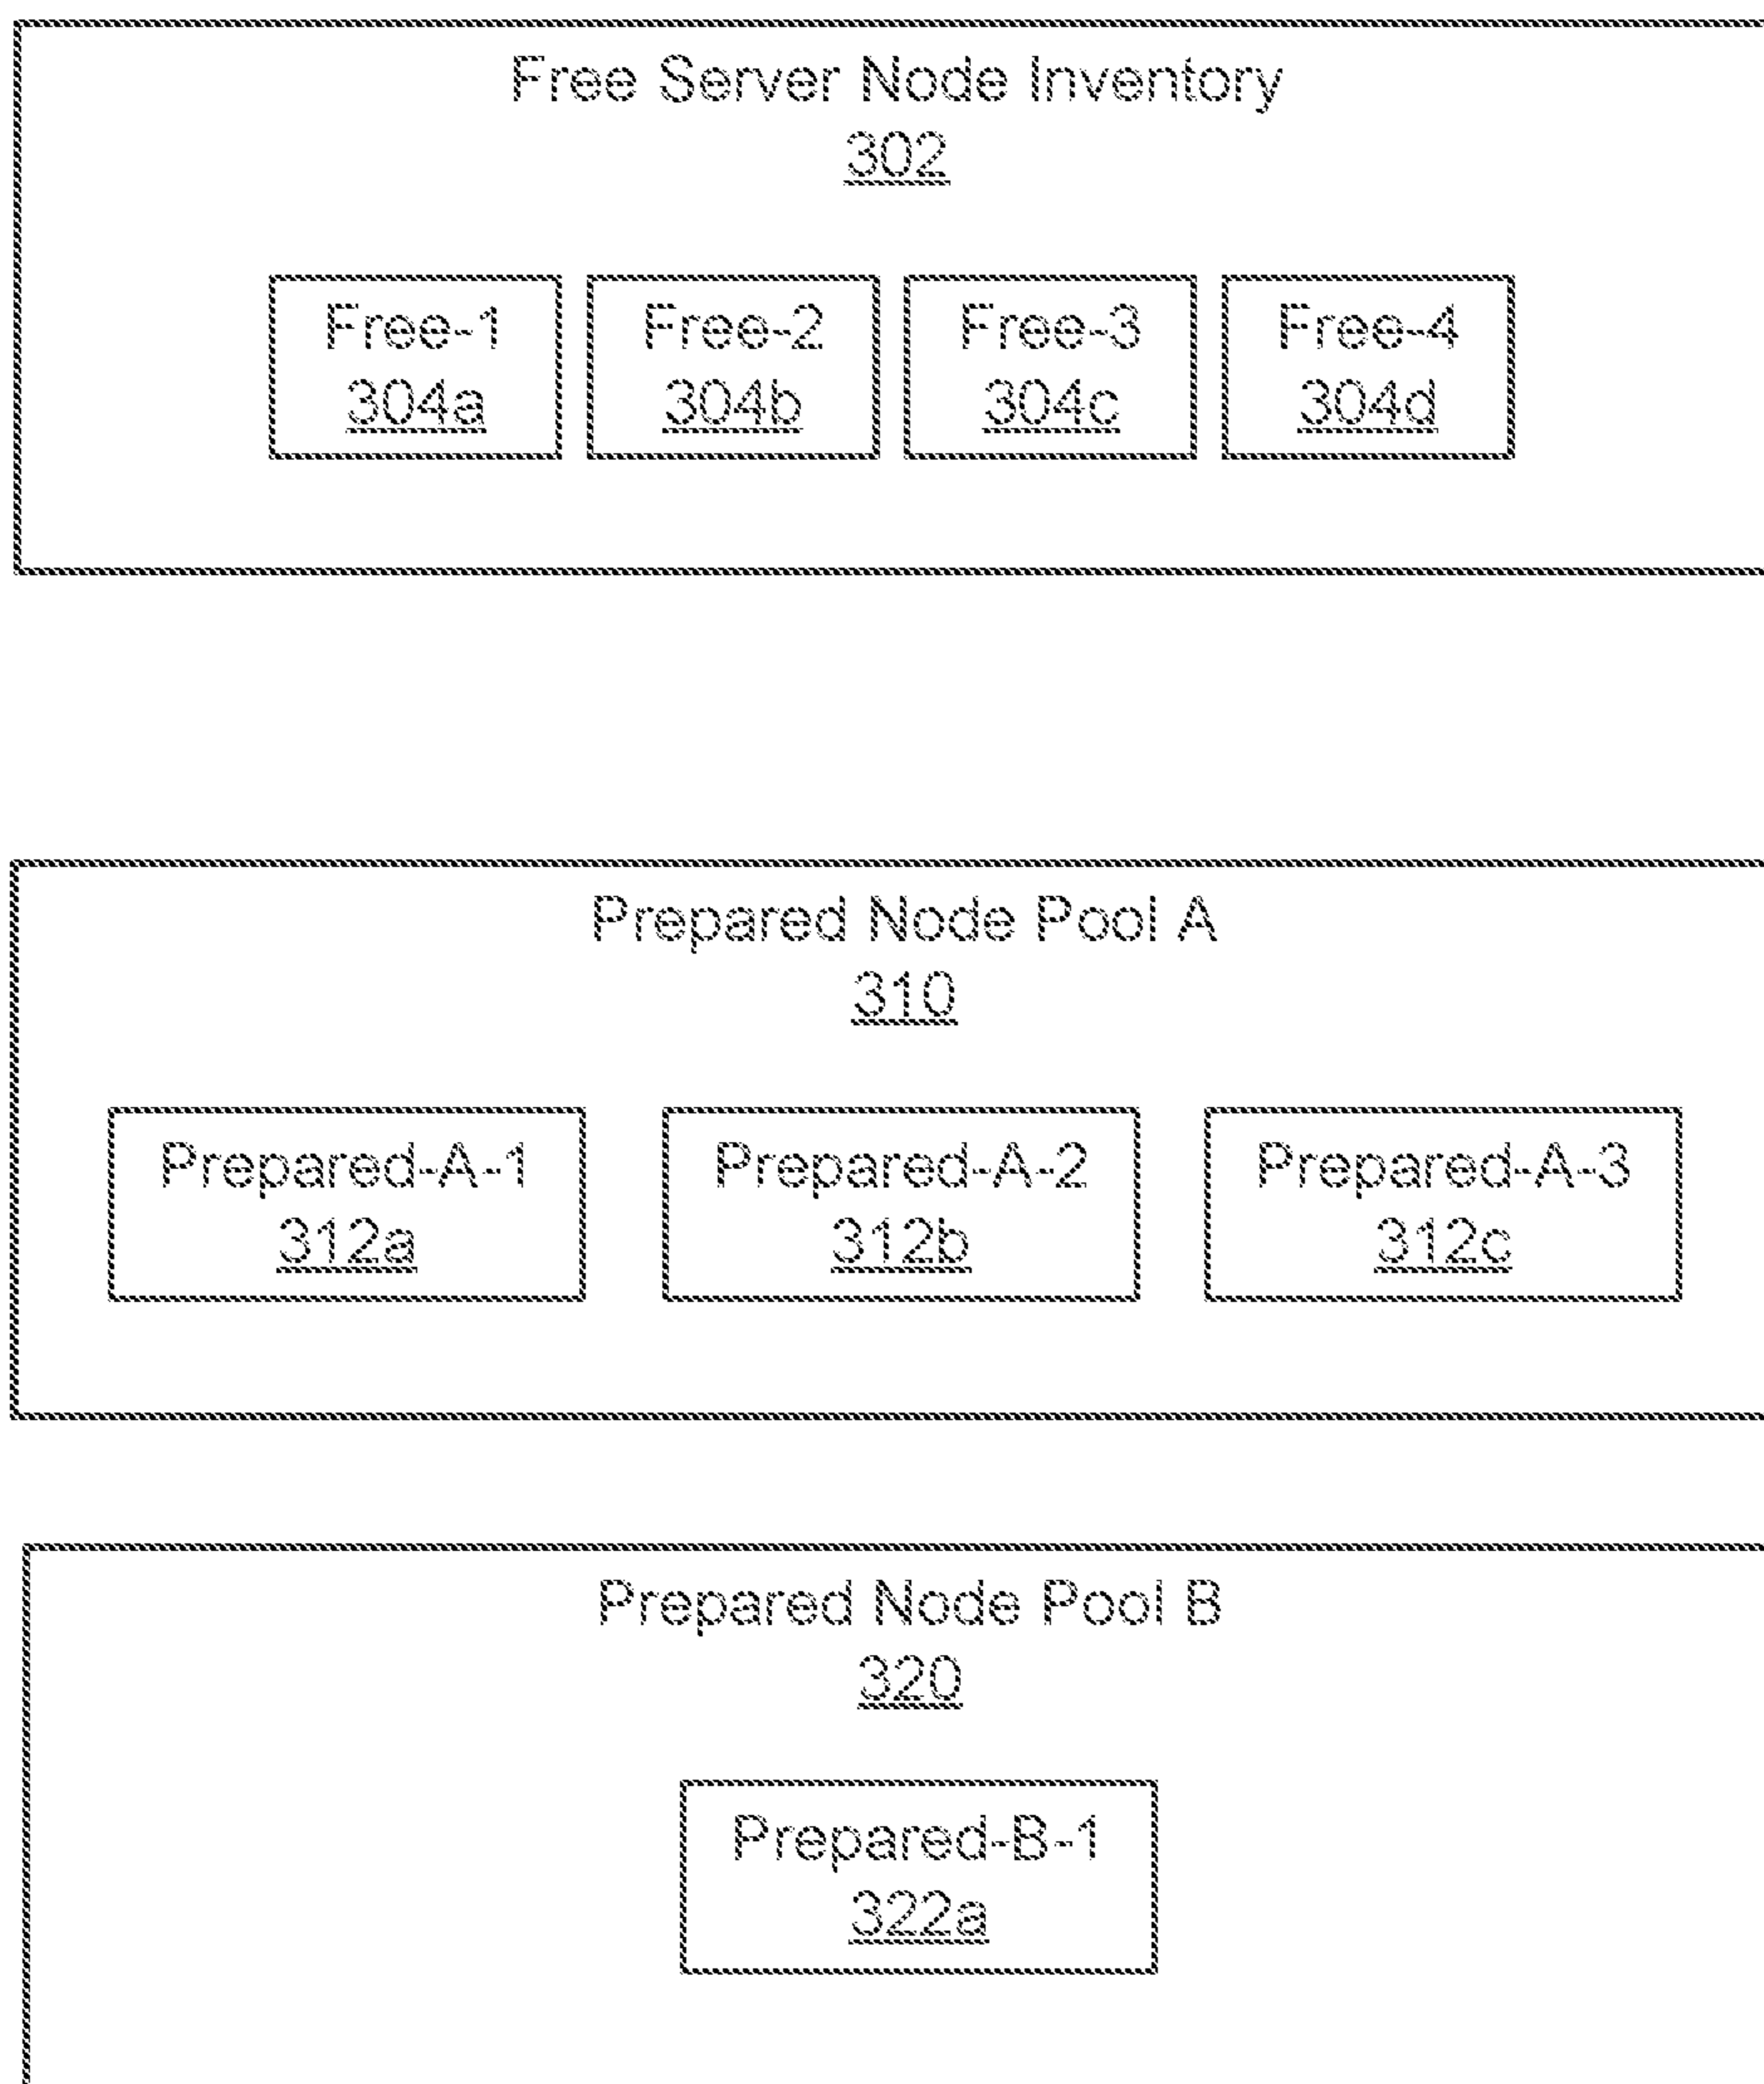 Free Server Node Inventory
302
Free-1
304a
Free-2
304b
Free-3
304c
Free-4
304d
Prepared Node Pool A
310
Prepared-A-1
312a
Prepared-A-2
312b
Prepared-A-3
312c
Prepared Node Pool B
320
Prepared-B-1
322a